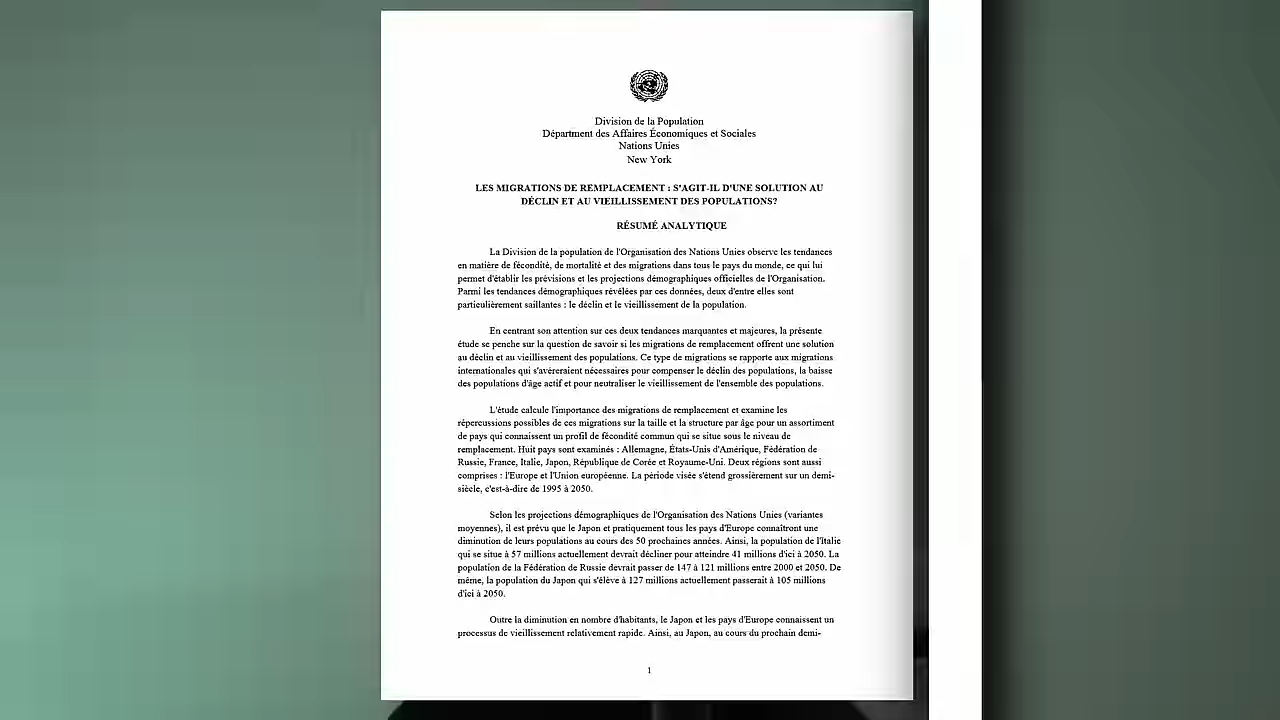 Division de la Population
Départment des Affaires Économiques et Sociales
Nations Unies
New York
LES MIGRATIONS DE REMPLACEMENT : S'AGIT-IL D'UNE SOLUTION AU
DÉCLIN ET AU VIEILLISSEMENT DES POPULATIONS?
RÉSUMÉ ANALYTIQUE
La Division de la population de l'Organisation des Nations Unies observe les tendances
en matière de fécondité, de mortalité et des migrations dans tous le pays du monde, ce qui lui
permet d'établir les prévisions et les projections démographiques officielles de l'Organisation.
Parmi les tendances démographiques révélées par ces données, deux d'entre elles sont
particulièrement saillantes : le déclin et le vieillissement de la population.
En centrant son attention sur ces deux tendances marquantes et majeures, la présente
étude se penche sur la question de savoir si les migrations de remplacement offrent une solution
au déclin et au vieillissement des populations. Ce type de migrations se rapporte aux migrations
internationales qui s'avéreraient nécessaires pour compenser le déclin des populations, la baisse
des populations d'âge actif et pour neutraliser le vieillissement de l'ensemble des populations.
L'étude calcule l'importance des migrations de remplacement et examine les
répercussions possibles de ces migrations sur la taille et la structure par âge pour un assortiment
de pays qui connaissent un profil de fécondité commun qui se situe sous le niveau de
remplacement. Huit pays sont examinés : Allemagne, États-Unis d'Amérique, Fédération de
Russie, France, Italie, Japon, République de Corée et Royaume-Uni. Deux régions sont aussi
comprises : l'Europe et l'Union européenne. La période visée s'étend grossièrement sur un demi-
siècle, c'est-à-dire de 1995 à 2050.
Selon les projections démographiques de l'Organisation des Nations Unies (variantes
moyennes), il est prévu que le Japon et pratiquement tous les pays d'Europe connaîtront une
diminution de leurs populations au cours des 50 prochaines années. Ainsi, la population de l'Italie
qui se situe à 57 millions actuellement devrait décliner pour atteindre 41 millions d'ici à 2050. La
population de la Fédération de Russie devrait passer de 147 à 121 millions entre 2000 et 2050. De
même, la population du Japon qui s'élève à 127 millions actuellement passerait à 105 millions
d'ici à 2050.
Outre la diminution en nombre d'habitants, le Japon et les pays d'Europe connaissent un
processus de vieillissement relativement rapide. Ainsi, au Japon, au cours du prochain demi-
1